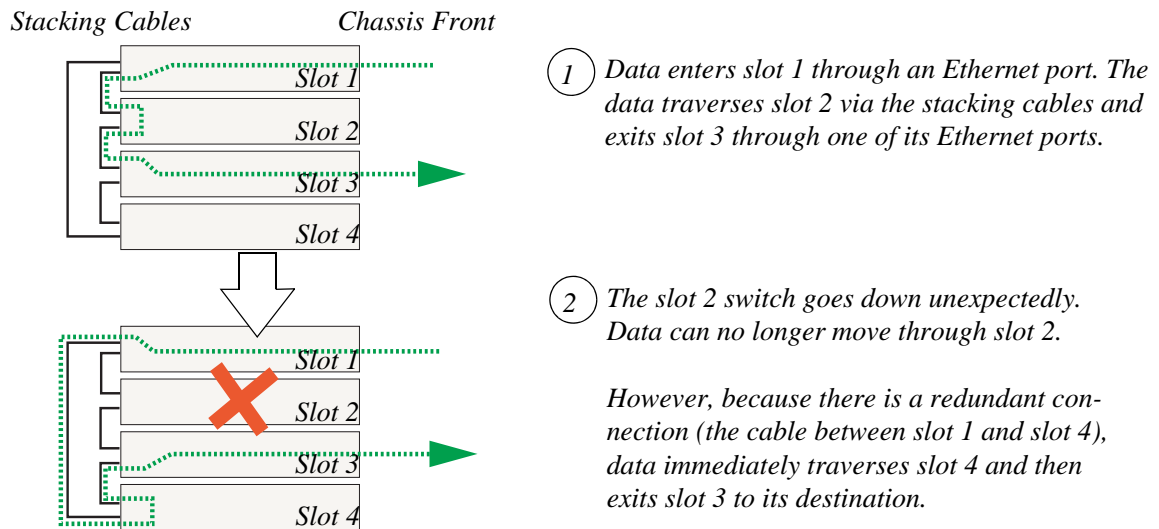 Stacking Cables
Chassis Front
Slot 1
Slot 2
Slot 3
Slot 4
1
Data enters slot 1 through an Ethernet port. The
data traverses slot 2 via the stacking cables and
exits slot 3 through one of its Ethernet ports.
Slot 1
Slot 2
Slot 3
Slot 4
2
The slot 2 switch goes down unexpectedly.
Data can no longer move through slot 2.
However, because there is a redundant con-
nection (the cable between slot 1 and slot 4),
data immediately traverses slot 4 and then
exits slot 3 to its destination.